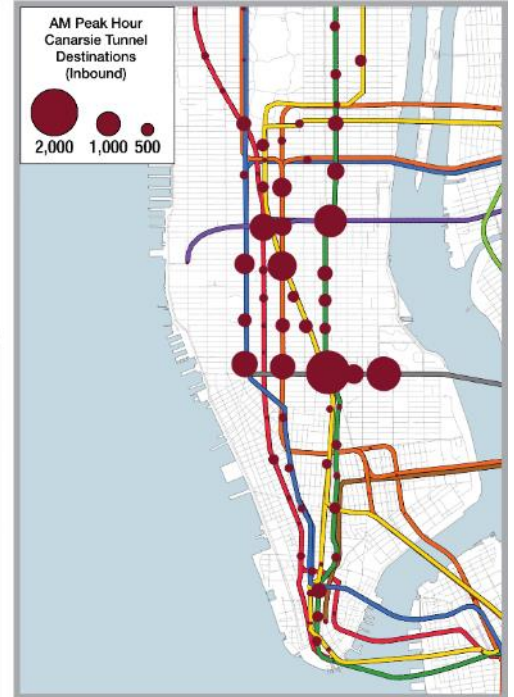 AM Peak Hour
Canarsie Tunnel
Destinations
(Inbound)
2,000 1,000 500